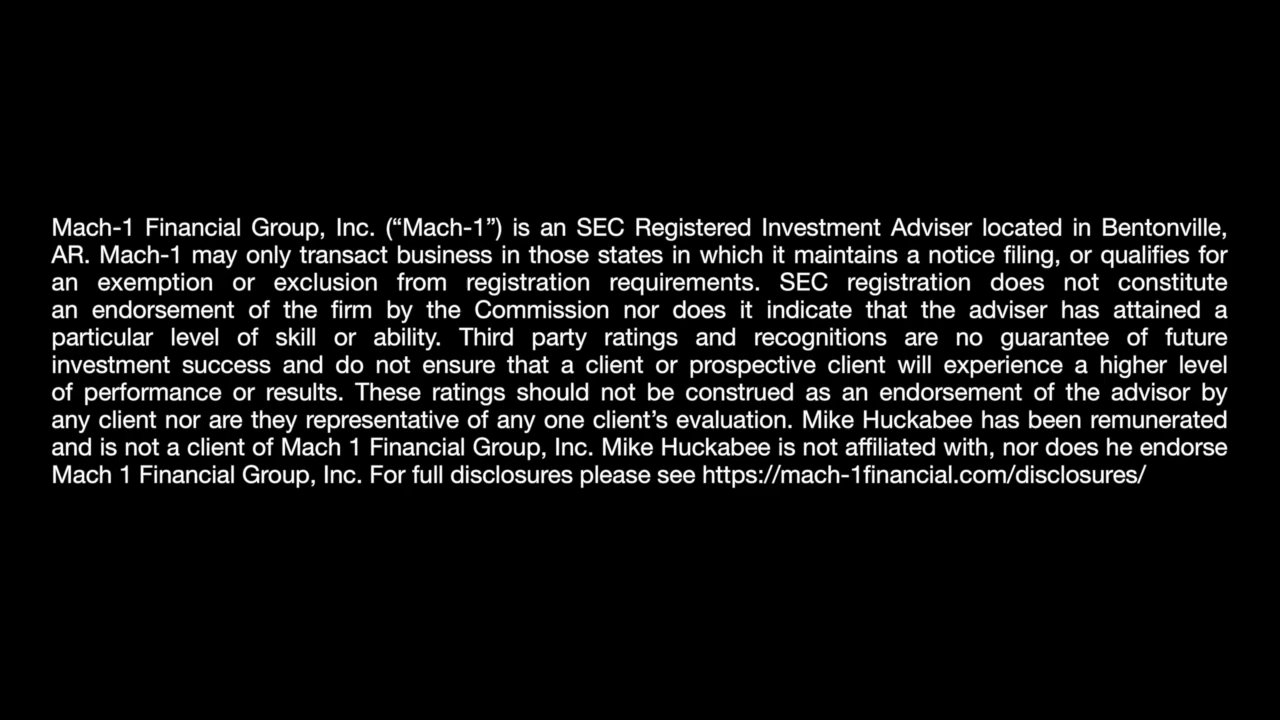 Mach-1 Financial Group, Inc. (“Mach-1”) is an SEC Registered Investment Adviser located in Bentonville,
AR. Mach-1 may only transact business in those states in which it maintains a notice filing, or qualifies for
an exemption or exclusion from registration requirements. SEC registration does not constitute
an endorsement of the firm by the Commission nor does it indicate that the adviser has attained a
particular level of skill or ability. Third party ratings and recognitions are no guarantee of future
investment success and do not ensure that a client or prospective client will experience a higher level
of performance or results. These ratings should not be construed as an endorsement of the advisor by
any client nor are they representative of any one client’s evaluation. Mike Huckabee has been remunerated
and is not a client of Mach 1 Financial Group, Inc. Mike Huckabee is not affiliated with, nor does he endorse
Mach 1 Financial Group, Inc. For full disclosures please see https://mach-1financial.com/disclosures/